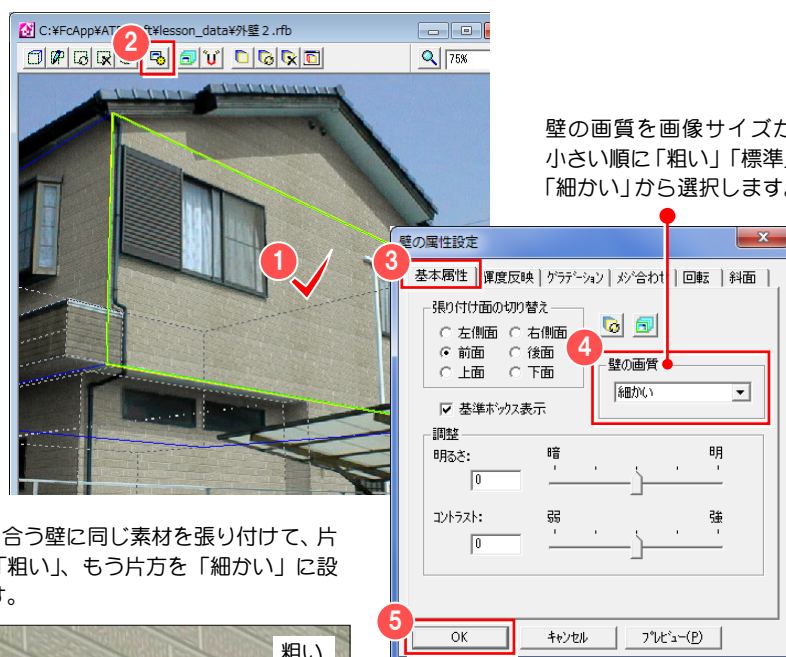 C:¥FcApp¥AT
ft¥lesson_data¥外壁２.rfb
2
75%
1
壁の画質を画像サイズが
小さい順に「粗い」「標準」
「細かい」から選択します。
壁の属性設定
3
基本属性
輝度反映
グラデーション
メジ合わせ
回転
斜面
張り付け面の切り替え
左側面
右側面
前面
後面
上面
下面
4
壁の画質
細かい
基準ボックス表示
調整
明るさ:
暗
明
0
コントラスト:
弱
強
0
合う壁に同じ素材を張り付けて、片
「粗い」、もう片方を「細かい」に設
す。
粗い
5
OK
キャンセル
プレビュー(P)